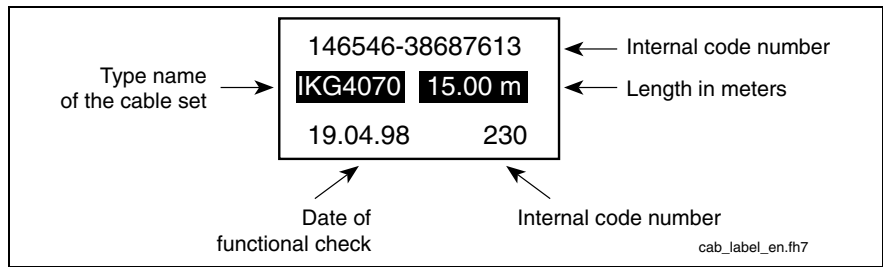 146546-38687613
Internal code number
Type name
of the cable set
IKG4070 15.00 m
Length in meters
19.04.98 230
Date of
functional check
Internal code number
cab_label_en.fh7